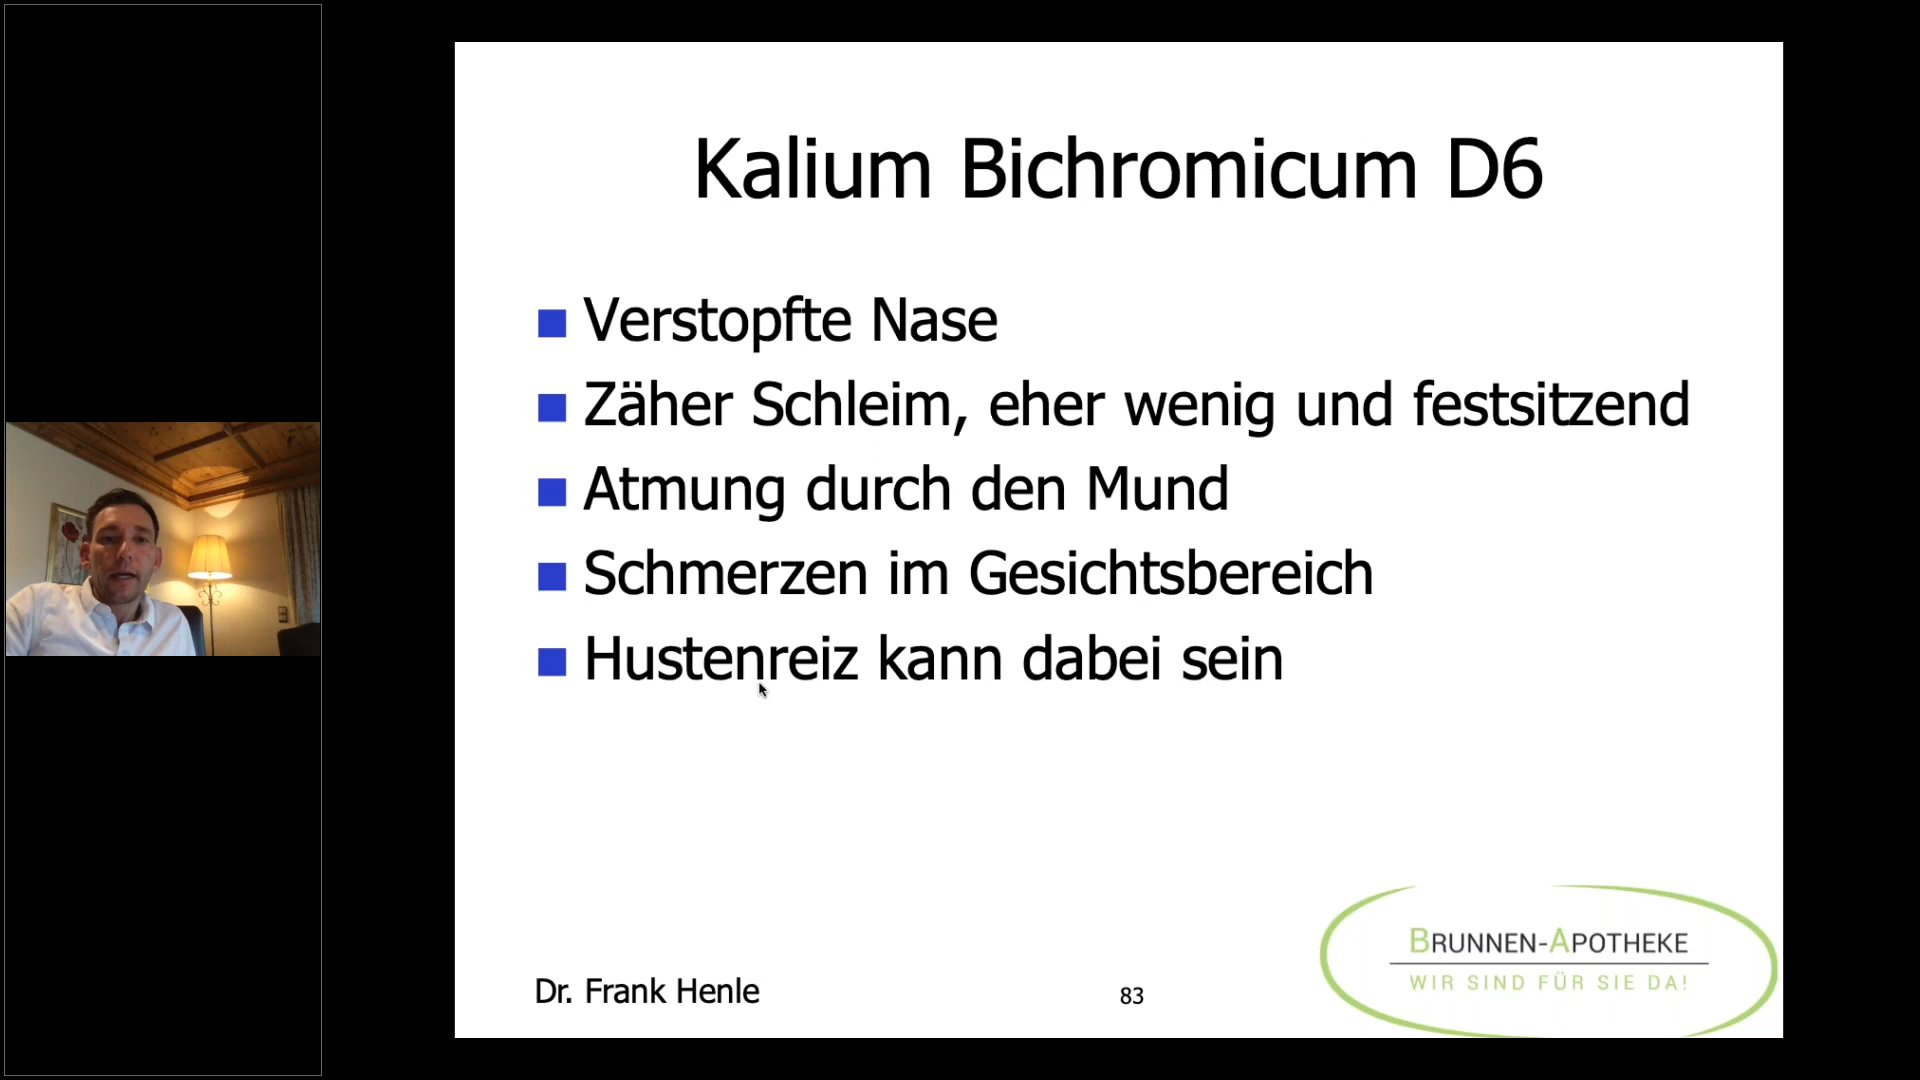 Kalium Bichromicum D6
Verstopfte Nase
Zäher Schleim, eher wenig und festsitzend
Atmung durch den Mund
Schmerzen im Gesichtsbereich
Hustenreiz kann dabei sein
Dr. Frank Henle
83
BRUNNEN-APOTHEKE
WIR SIND FÜR SIE DA!